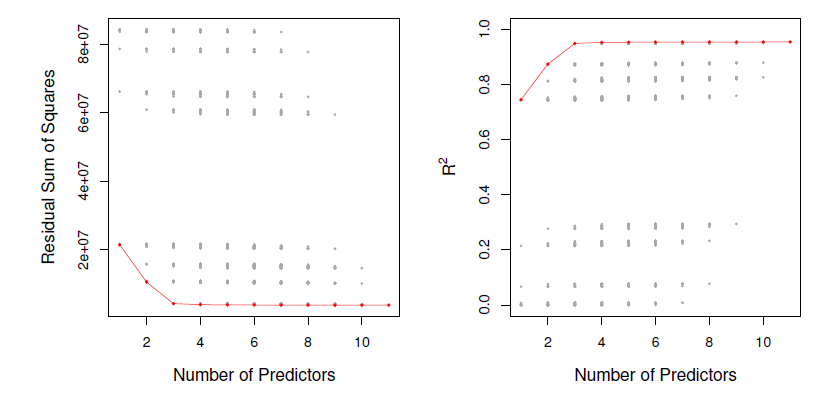 Residual Sum of Squares
8e+07
6e+07
4e+07
2e+07
2 4 6 8 10
Number of Predictors
R2
1.0
0.8
0.6
0.4
0.2
0.0
2 4 6 8 10
Number of Predictors